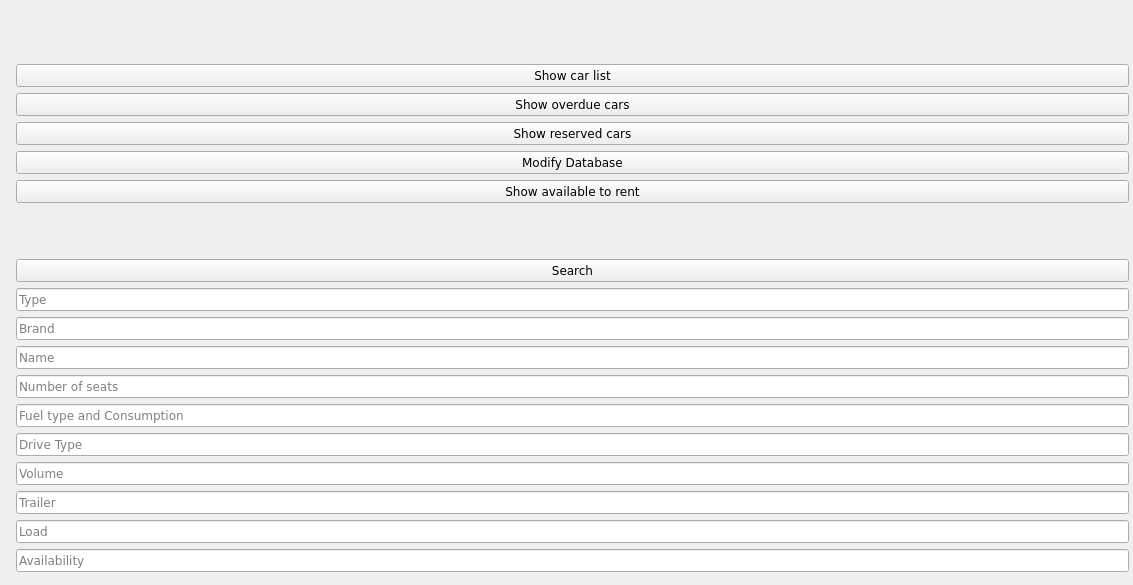 Show car list
Show overdue cars
Show reserved cars
Modify Database
Show available to rent
Search
Type
Brand
Name
Number of seats
Fuel type and Consumption
Drive Type
Volume
Trailer
Load
Availability